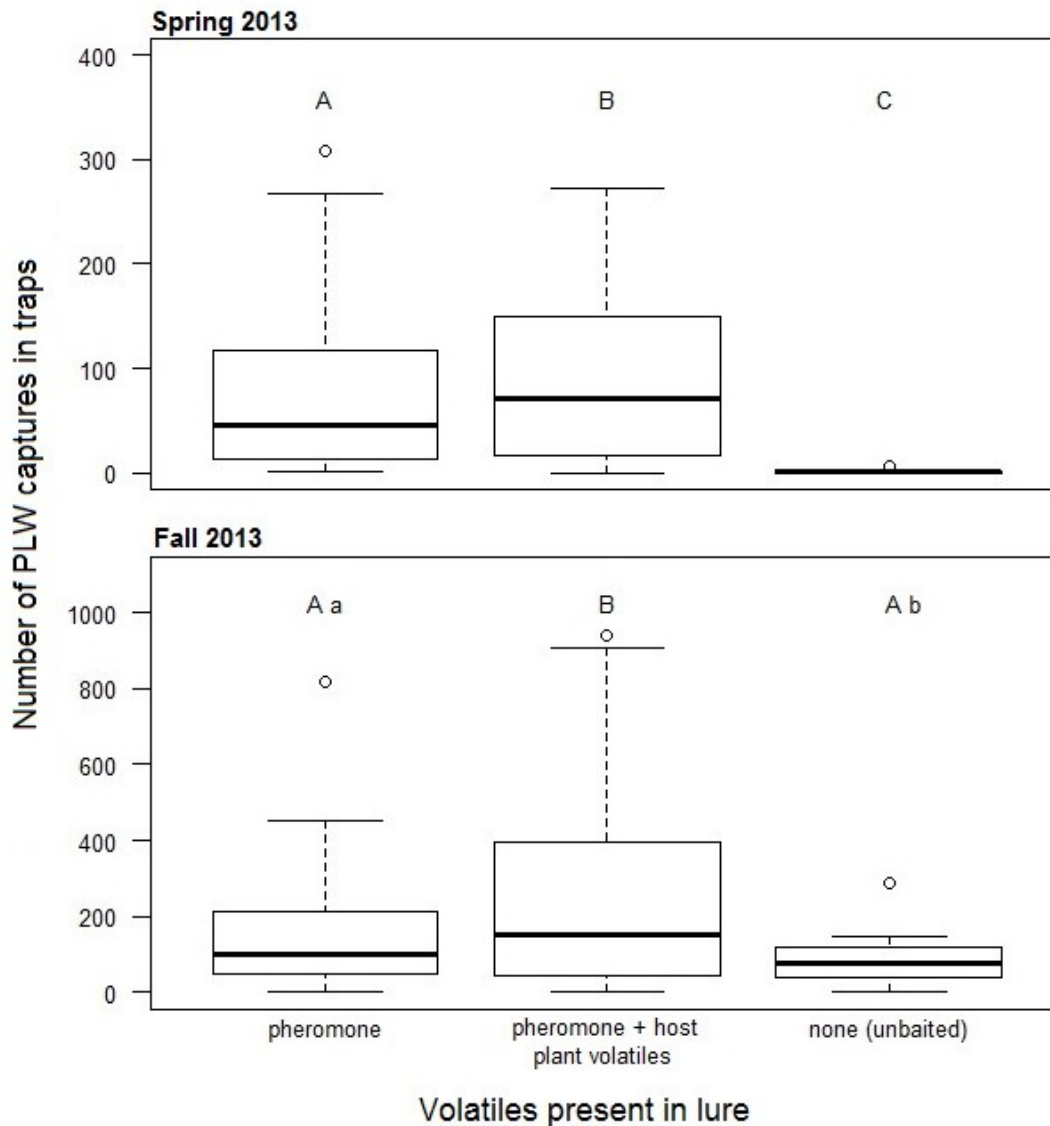 Spring 2013
400
300
200
100
0
A
B
C
Number of PLW captures in traps
Fall 2013
1000
800
600
400
200
0
A a
B
A b
pheromone
pheromone + host
plant volatiles
none (unbaited)
Volatiles present in lure